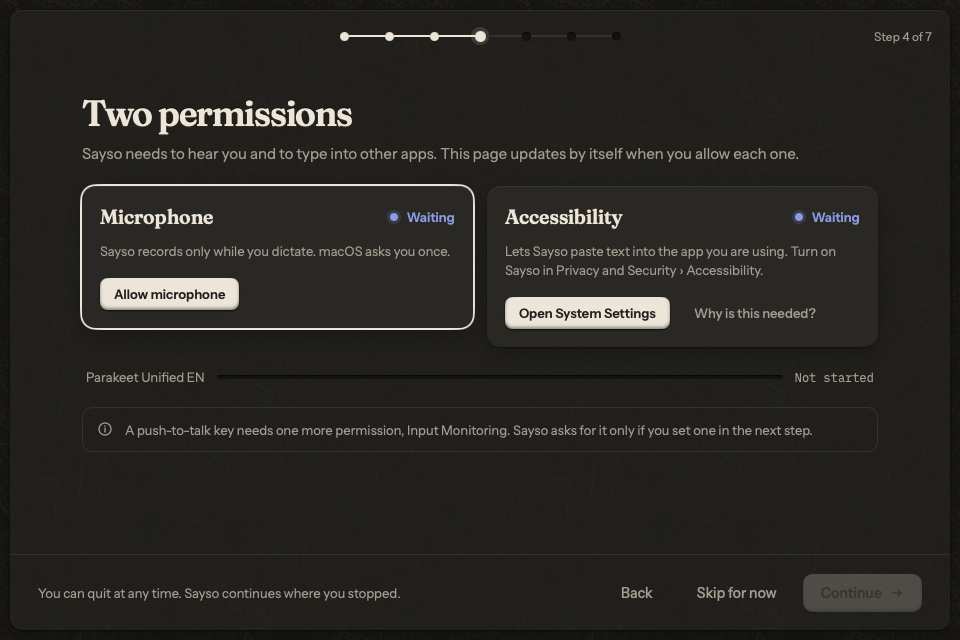 Step 4 of 7
Two permissions
Sayso needs to hear you and to type into other apps. This page updates by itself when you allow each one.
Microphone
Waiting
Sayso records only while you dictate. macOS asks you once.
Allow microphone
Accessibility
Waiting
Lets Sayso paste text into the app you are using. Turn on
Sayso in Privacy and Security › Accessibility.
Open System Settings
Why is this needed?
Parakeet Unified EN
Not started
A push-to-talk key needs one more permission, Input Monitoring. Sayso asks for it only if you set one in the next step.
You can quit at any time. Sayso continues where you stopped.
Back
Skip for now
Continue →